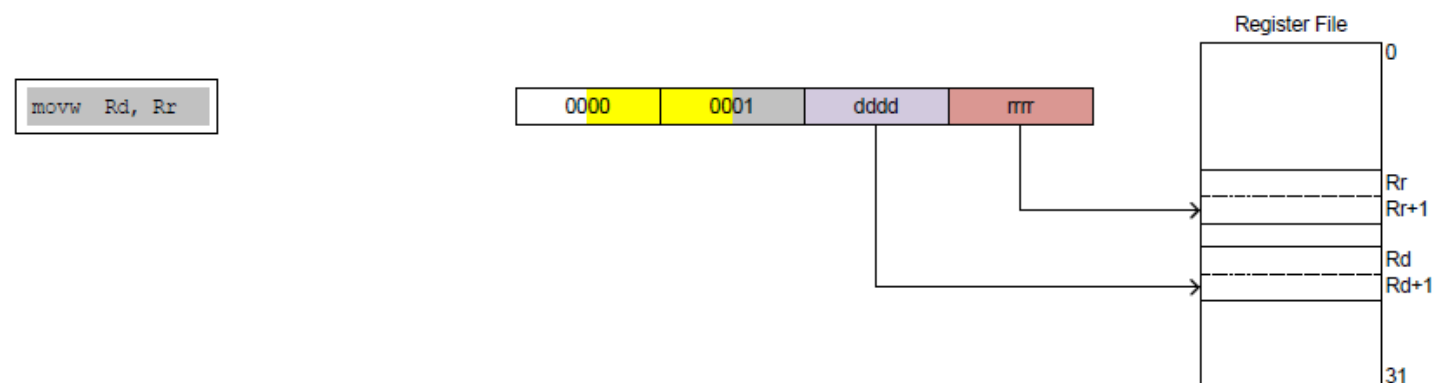 Register File
0
movw Rd, Rr
0000 0001 dddd rrrr
Rr
Rr+1
Rd
Rd+1
31